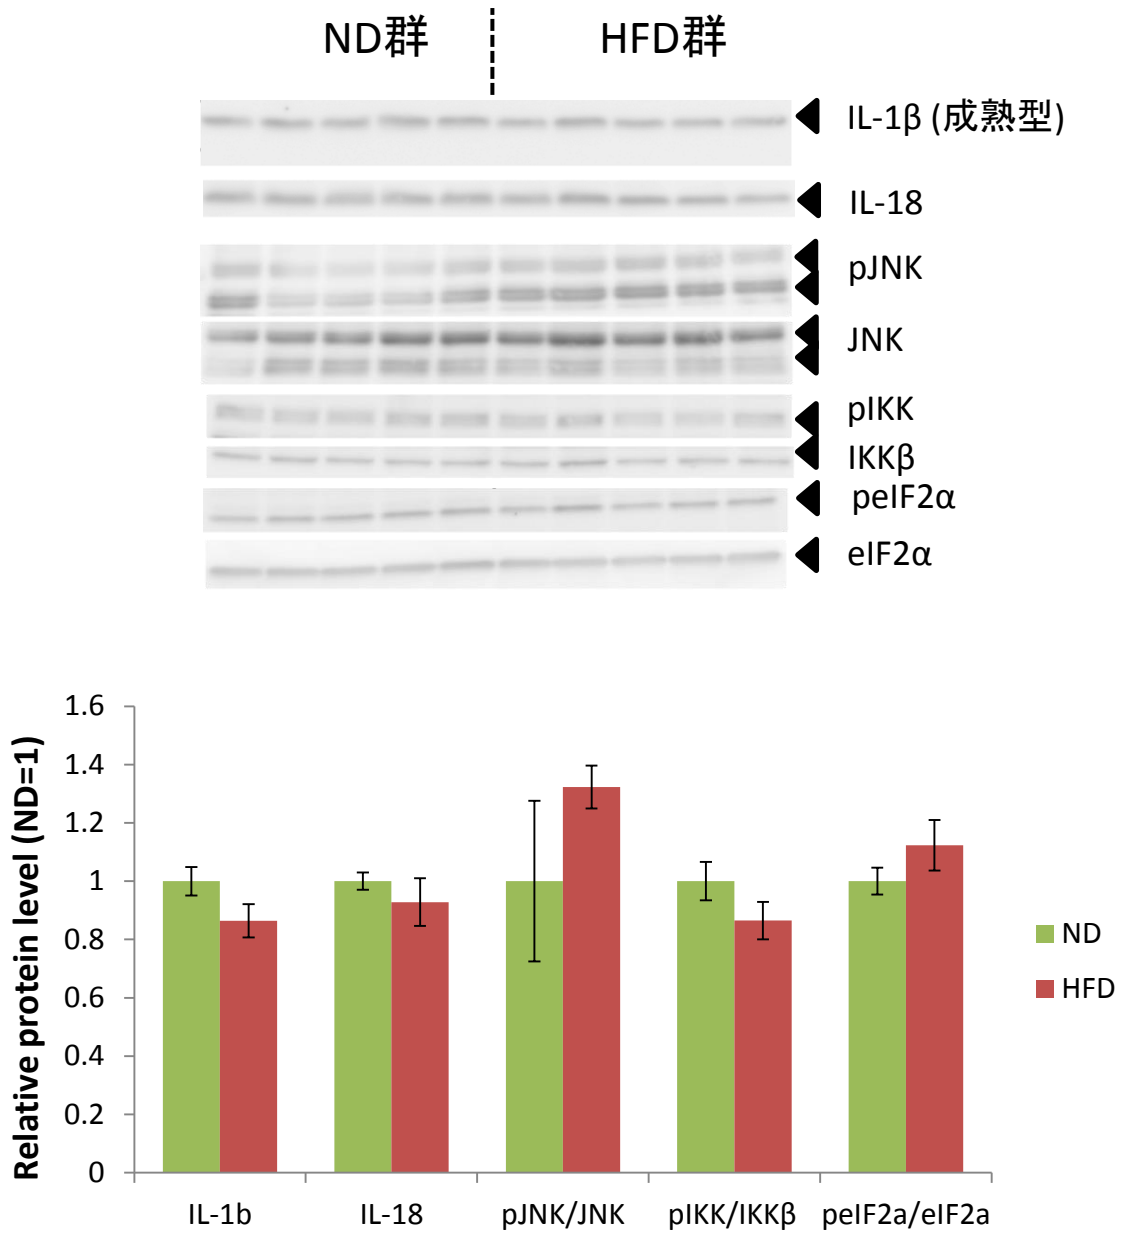 ND群
HFD群
IL-1β (成熟型)
IL-18
pJNK
JNK
pIKK
IKKβ
peIF2α
eIF2α
Relative protein level (ND=1)
1.6
1.4
1.2
1
0.8
0.6
0.4
0.2
0
IL-1b
IL-18
pJNK/JNK
pIKK/IKKβ
peIF2a/eIF2a
ND
HFD